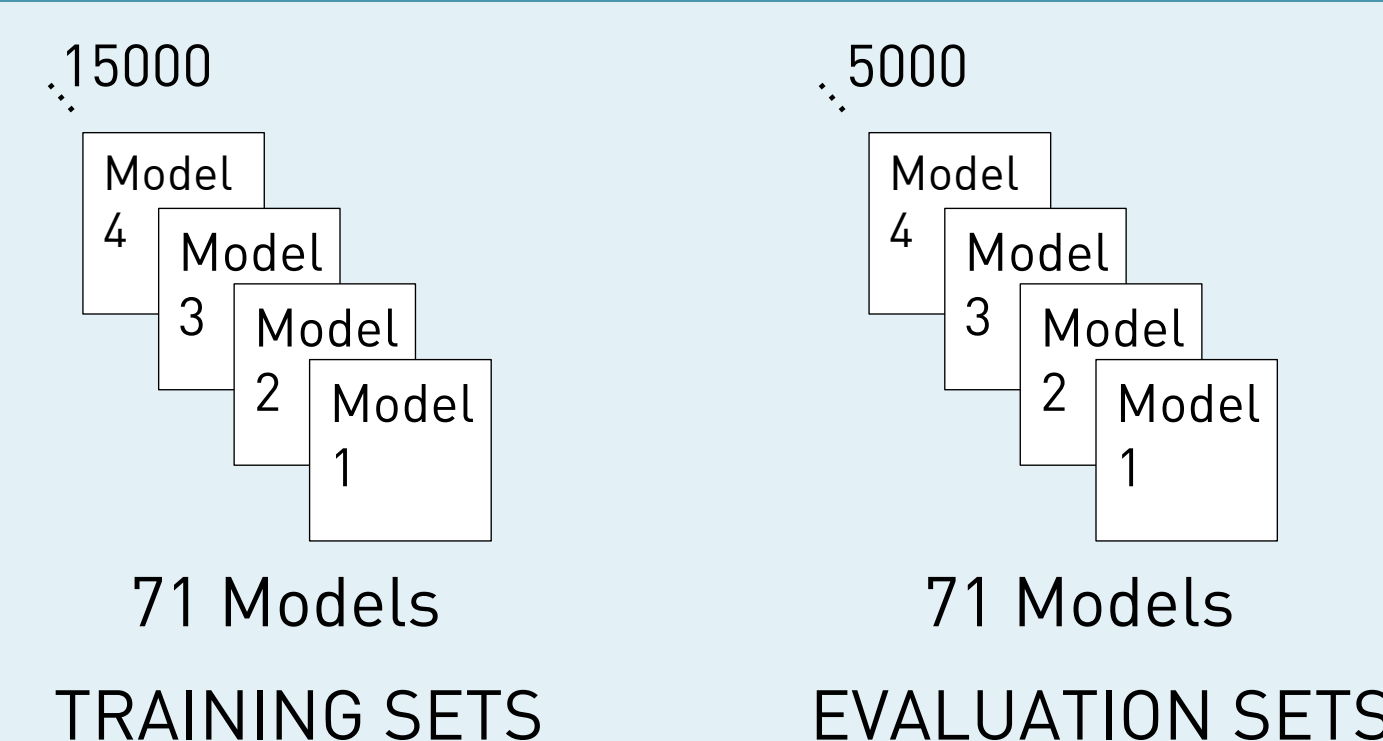 15000
Model
4
Model
3
Model
2
Model
1
71 Models
TRAINING SETS
5000
Model
4
Model
3
Model
2
Model
1
71 Models
EVALUATION SETS